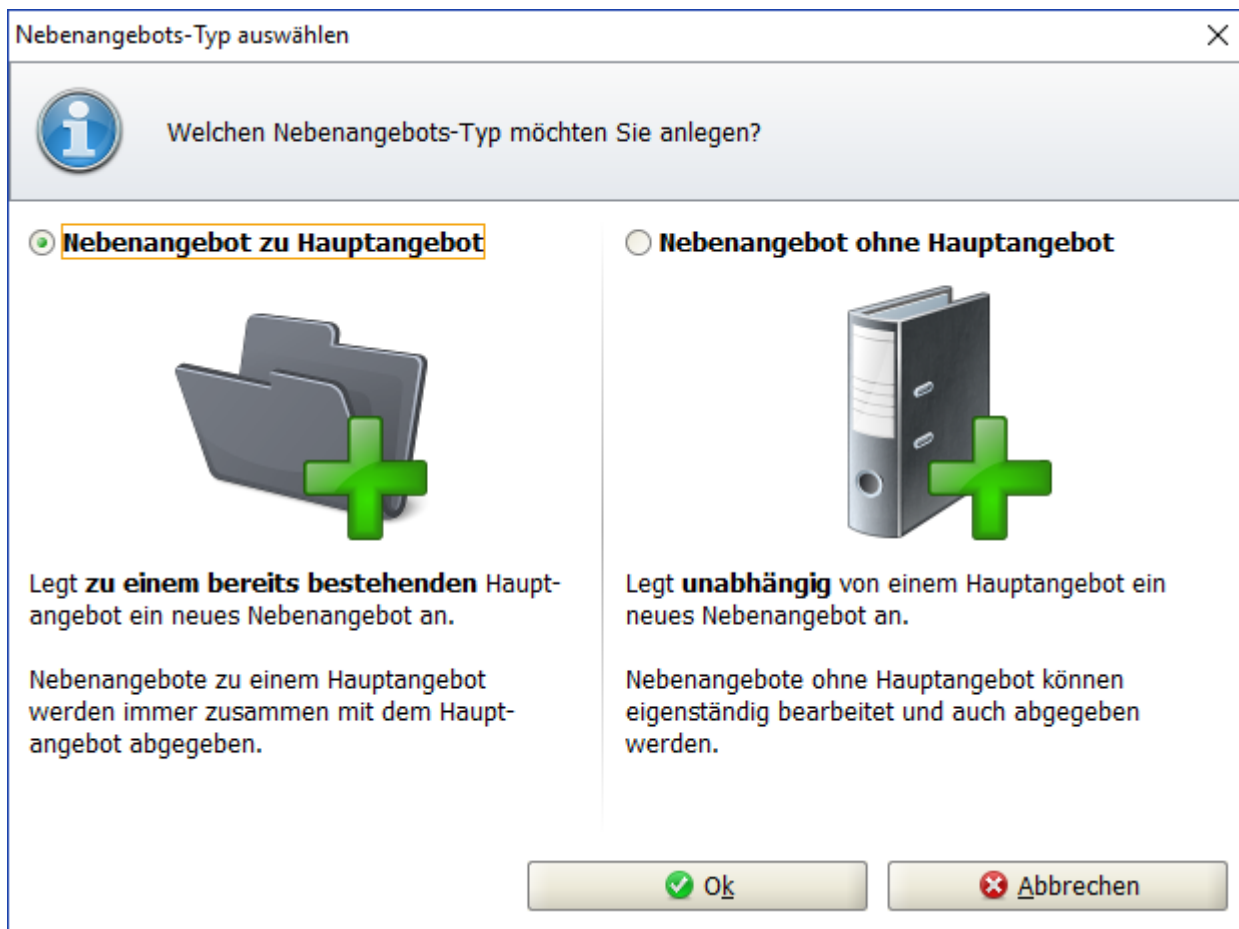 Nebenangebots-Typ auswählen
Welchen Nebenangebots-Typ möchten Sie anlegen?
Nebenangebot zu Hauptangebot
Legt zu einem bereits bestehenden Haupt-
angebot ein neues Nebenangebot an.
Nebenangebote zu einem Hauptangebot
werden immer zusammen mit dem Haupt-
angebot abgegeben.
Nebenangebot ohne Hauptangebot
Legt unabhängig von einem Hauptangebot ein
neues Nebenangebot an.
Nebenangebote ohne Hauptangebot können
eigenständig bearbeitet und auch abgegeben
werden.
Ok
Abbrechen